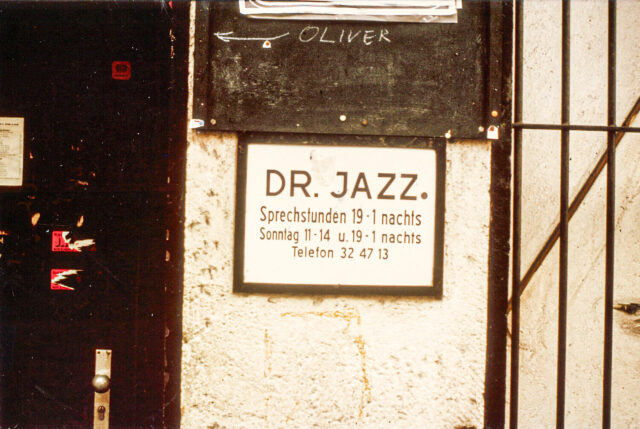 OLIVER
DR. JAZZ.
Sprechstunden 19-1 nachts
Sonntag 11-14 u. 19-1 nachts
Telefon 32 47 13